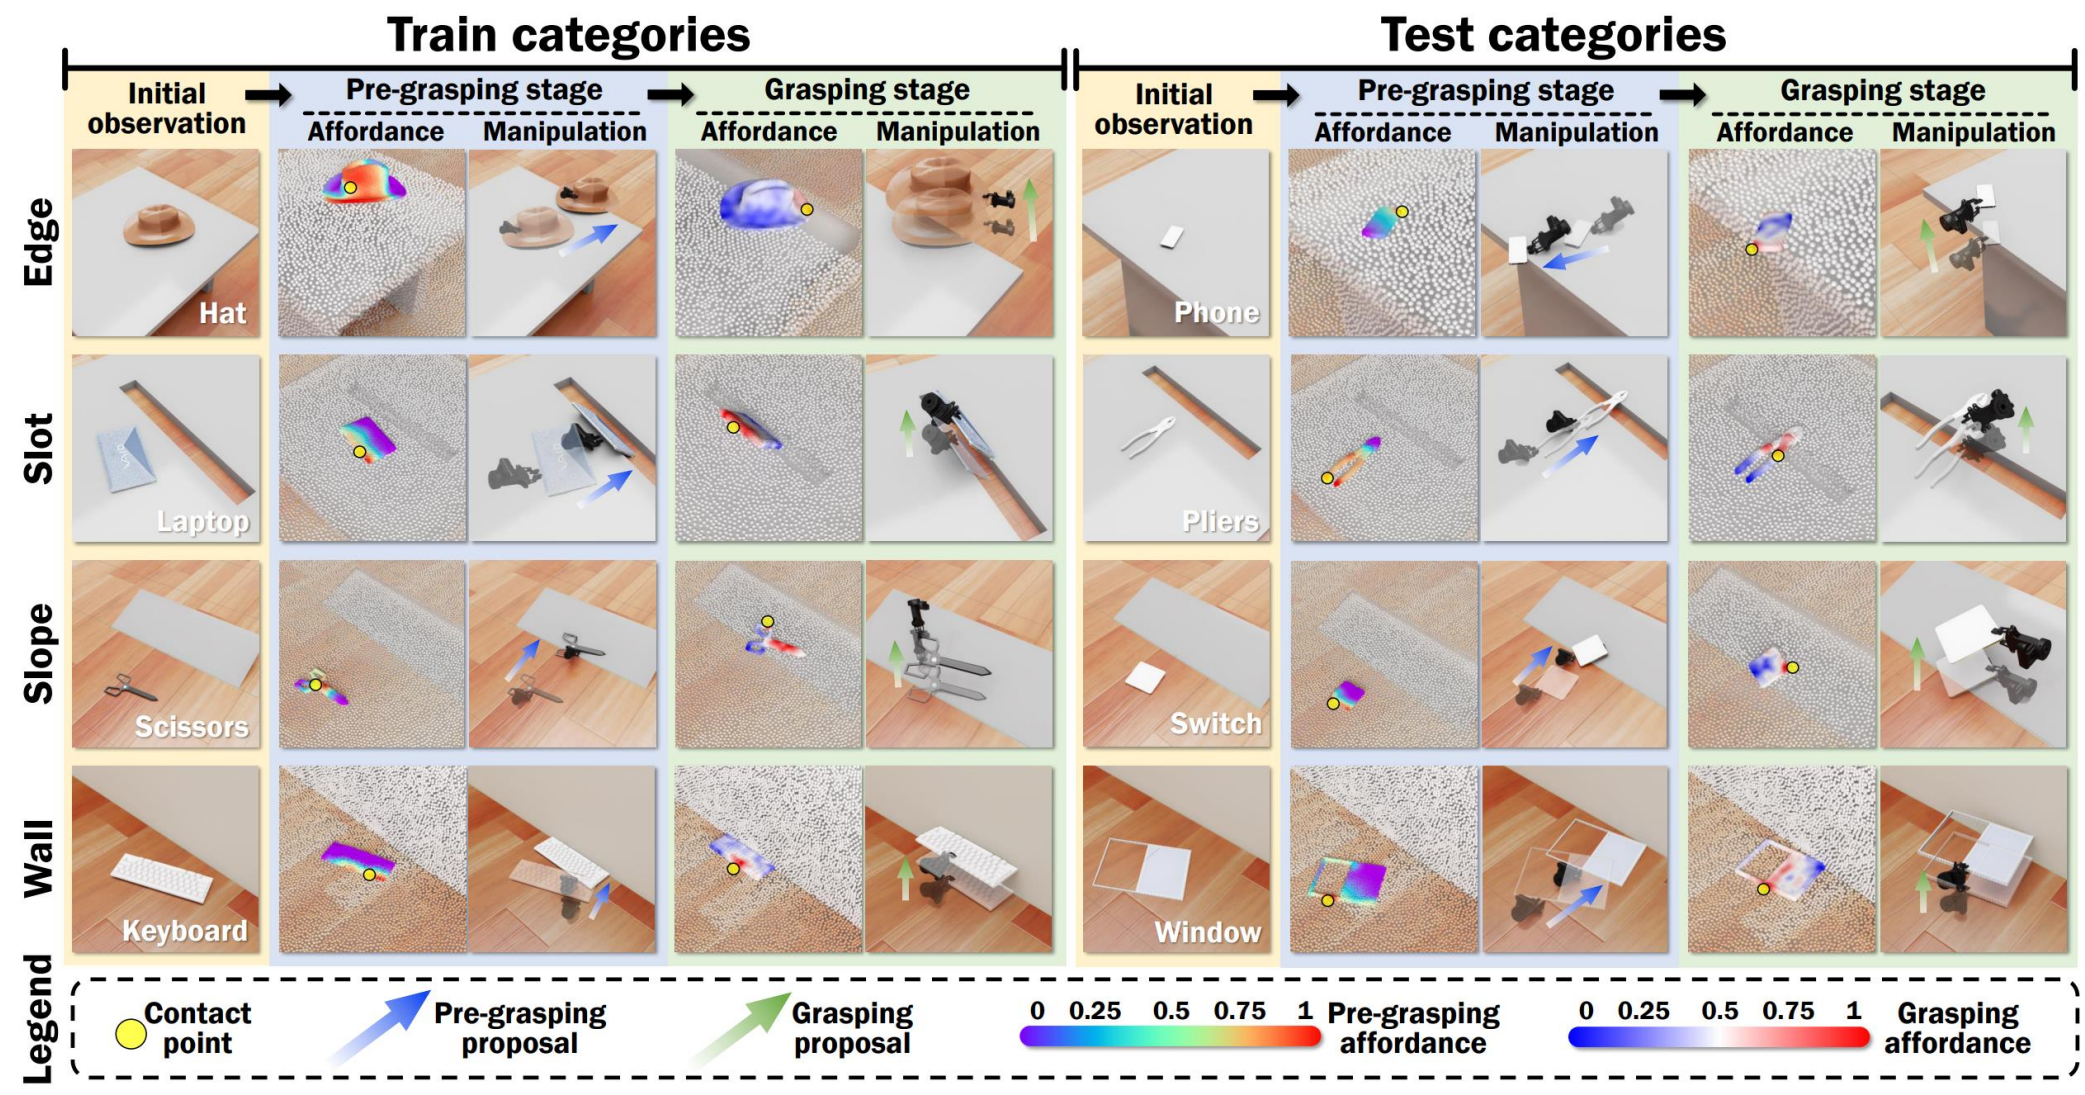 Train categories
Test categories
Initial observation
Pre-grasping stage
Grasping stage
Affordance
Manipulation
Affordance
Manipulation
Initial observation
Pre-grasping stage
Grasping stage
Affordance
Manipulation
Affordance
Manipulation
Edge
Hat
Phone
Slot
Laptop
Pliers
Slope
Scissors
Switch
Wall
Keyboard
Window
Legend
Contact
point
Pre-grasping
proposal
Grasping
proposal
0 0.25 0.5 0.75 1
Pre-grasping
affordance
0 0.25 0.5 0.75 1
Grasping
affordance